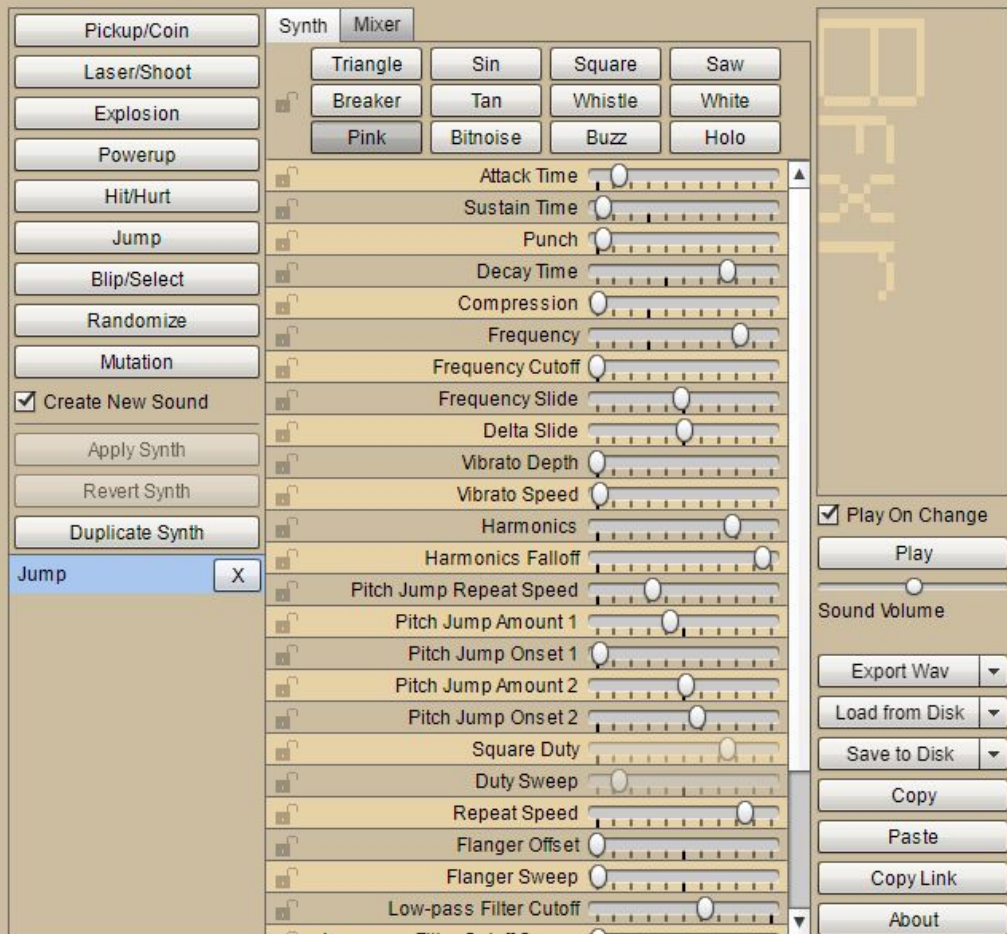 Pickup/Coin
Laser/Shoot
Explosion
Powerup
Hit/Hurt
Jump
Blip/Select
Randomize
Mutation
Create New Sound
Apply Synth
Revert Synth
Duplicate Synth
Jump X
Synth Mixer
Triangle Sin Square Saw
Breaker Tan Whistle White
Pink Bitnoise Buzz Holo
Attack Time
Sustain Time
Punch
Decay Time
Compression
Frequency
Frequency Cutoff
Frequency Slide
Delta Slide
Vibrato Depth
Vibrato Speed
Harmonics
Harmonics Falloff
Pitch Jump Repeat Speed
Pitch Jump Amount 1
Pitch Jump Onset 1
Pitch Jump Amount 2
Pitch Jump Onset 2
Square Duty
Duty Sweep
Repeat Speed
Flanger Offset
Flanger Sweep
Low-pass Filter Cutoff
Bfxr
Play On Change
Play
Sound Volume
Export Wav
Load from Disk
Save to Disk
Copy
Paste
Copy Link
About